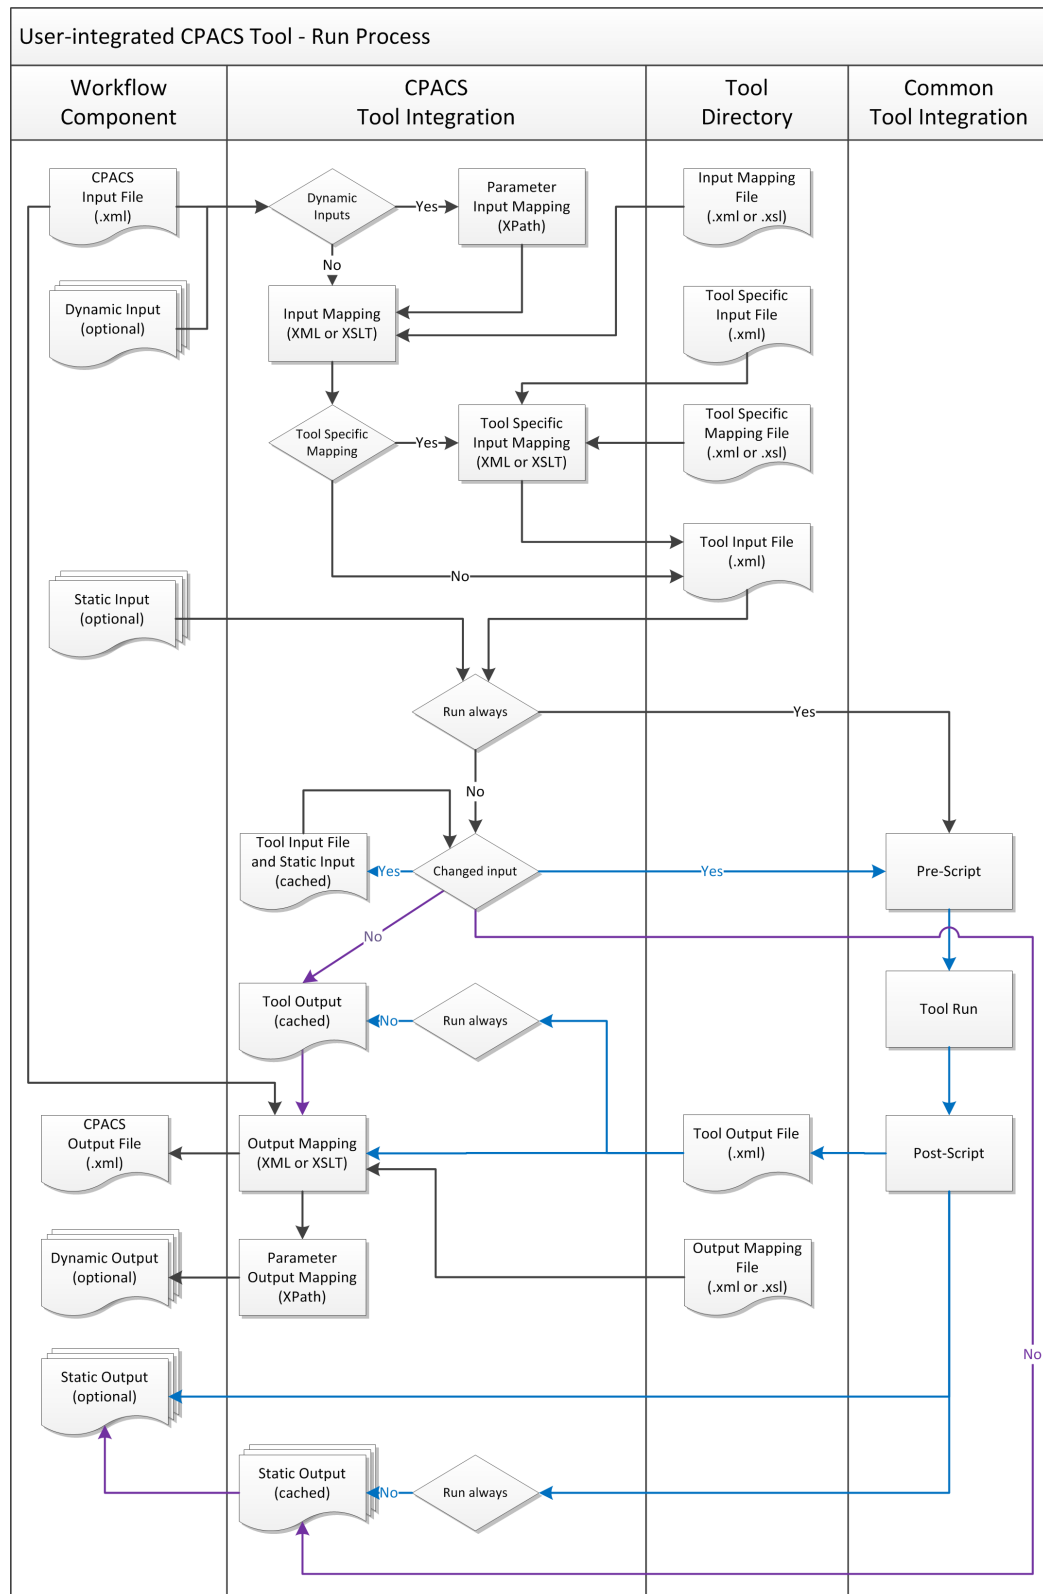 User-integrated CPACS Tool - Run Process
Workflow
Component
CPACS
Tool Integration
Tool
Directory
Common
Tool Integration
CPACS
Input File
(.xml)
Dynamic
Inputs
Yes
Parameter
Input Mapping
(XPath)
Input Mapping
File
(.xml or .xsl)
No
Dynamic Input
(optional)
Input Mapping
(XML or XSLT)
Tool Specific
Input File
(.xml)
Tool Specific
Mapping
Yes
Tool Specific
Input Mapping
(XML or XSLT)
Tool Specific
Mapping File
(.xml or .xsl)
Tool Input File
(.xml)
No
Static Input
(optional)
Run always
Yes
No
Tool Input File
and Static Input
(cached)
Yes
Changed input
Yes
Pre-Script
No
Tool Output
(cached)
No
Run always
Tool Run
CPACS
Output File
(.xml)
Output Mapping
(XML or XSLT)
Tool Output File
(.xml)
Post-Script
Dynamic Output
(optional)
Parameter
Output Mapping
(XPath)
Output Mapping
File
(.xml or .xsl)
No
Static Output
(optional)
Static Output
(cached)
No
Run always